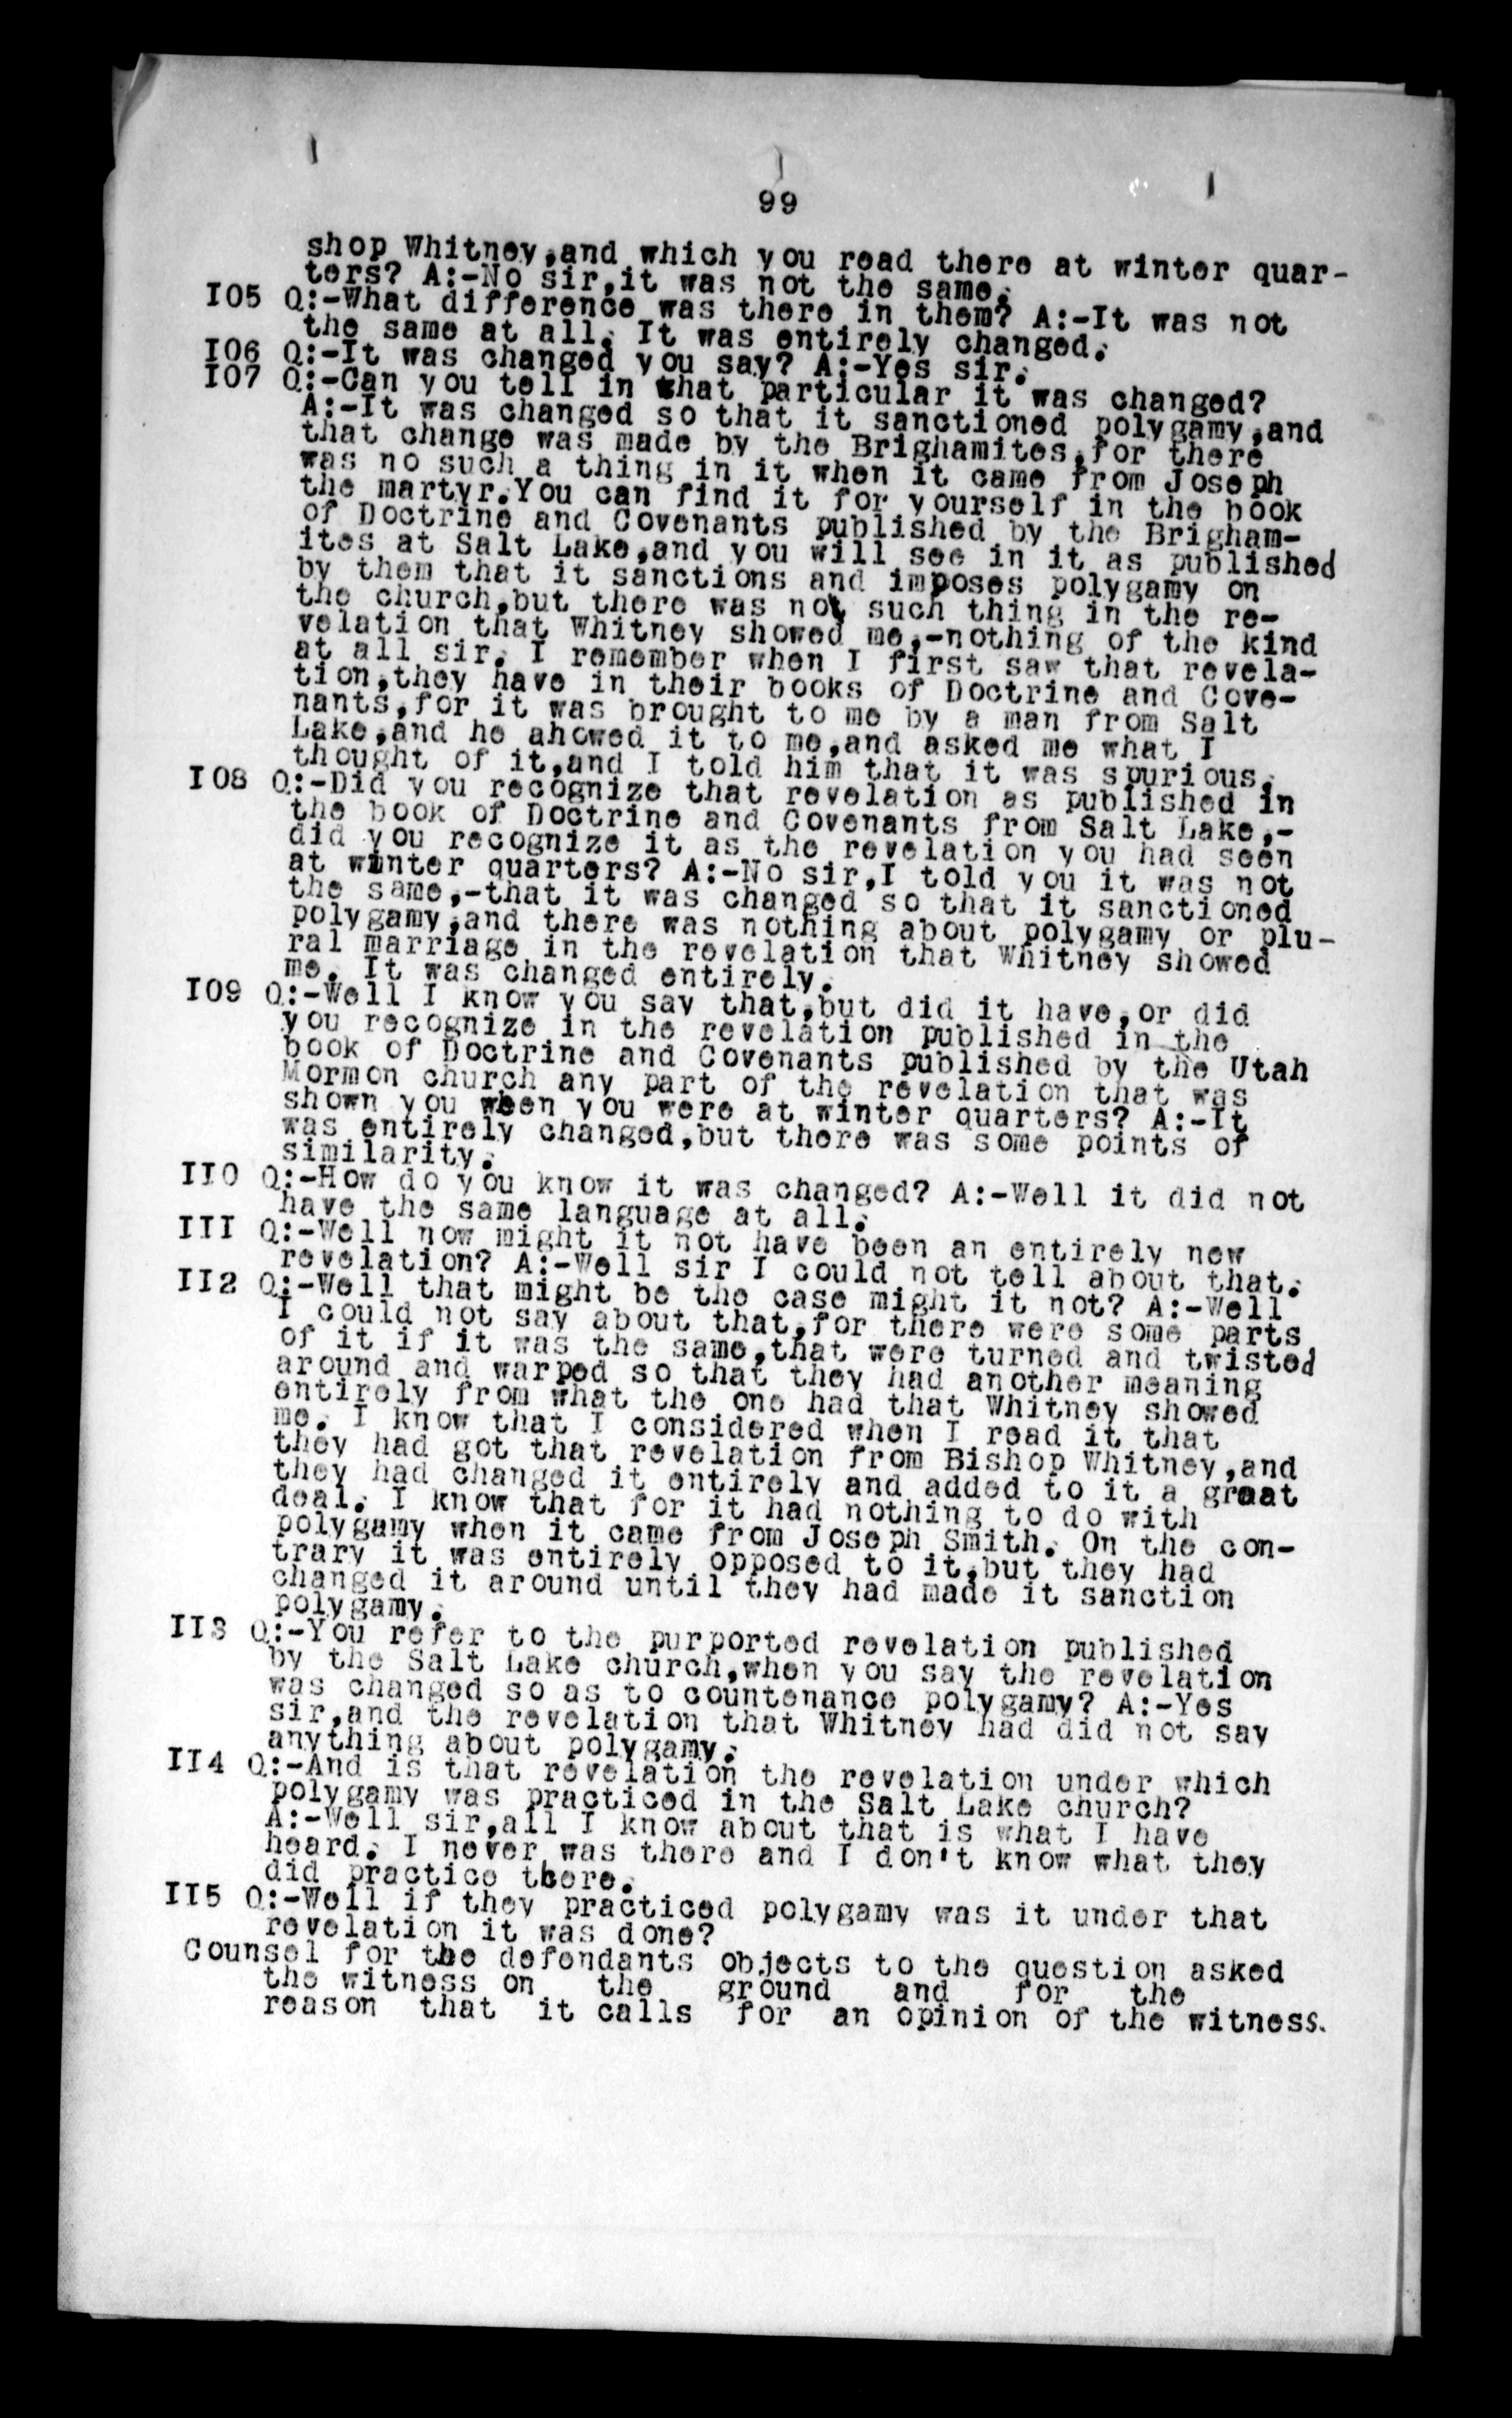 99
shop Whitney,and which you read there at winter quar-
ters? A:-No sir,it was not the same.
I05 Q:-What difference was there in them? A:-It was not
the same at all. It was entirely changed.
I06 Q:-It was changed you say? A:-Yes sir.
I07 Q:-Can you tell in what particular it was changed?
A:-It was changed so that it sanctioned polygamy,and
that change was made by the Brighamites,for there
was no such a thing in it when it came from Joseph
the martyr.You can find it for yourself in the book
of Doctrine and Covenants published by the Brigham-
ites at Salt Lake,and you will see in it as published
by them that it sanctions and imposes polygamy on
the church,but there was not such thing in the re-
velation that Whitney showed me,-nothing of the kind
at all sir. I remember when I first saw that revela-
tion,they have in their books of Doctrine and Cove-
nants,for it was brought to me by a man from Salt
Lake,and he ahowed it to me,and asked me what I
thought of it,and I told him that it was spurious.
I08 Q:-Did you recognize that revelation as published in
the book of Doctrine and Covenants from Salt Lake,-
did you recognize it as the revelation you had seen
at winter quarters? A:-No sir,I told you it was not
the same,-that it was changed so that it sanctioned
polygamy,and there was nothing about polygamy or plu-
ral marriage in the revelation that Whitney showed
me. It was changed entirely.
I09 Q:-Well I know you say that,but did it have,or did
you recognize in the revelation published in the
book of Doctrine and Covenants published by the Utah
Mormon church any part of the revelation that was
shown you when you were at winter quarters? A:-It
was entirely changed,but there was some points of
similarity.
II0 Q:-How do you know it was changed? A:-Well it did not
have the same language at all.
III Q:-Well now might it not have been an entirely new
revelation? A:-Well sir I could not tell about that.
II2 Q:-Well that might be the case might it not? A:-Well
I could not say about that,for there were some parts
of it if it was the same,that were turned and twisted
around and warped so that they had another meaning
entirely from what the one had that Whitney showed
me. I know that I considered when I read it that
they had got that revelation from Bishop Whitney,and
they had changed it entirely and added to it a great
deal. I know that for it had nothing to do with
polygamy when it came from Joseph Smith. On the con-
trary it was entirely opposed to it,but they had
changed it around until they had made it sanction
polygamy.
II3 Q:-You refer to the purported revelation published
by the Salt Lake church,when you say the revelation
was changed so as to countenance polygamy? A:-Yes
sir,and the revelation that Whitney had did not say
anything about polygamy.
II4 Q:-And is that revelation the revelation under which
polygamy was practiced in the Salt Lake church?
A:-Well sir,all I know about that is what I have
heard. I never was there and I don't know what they
did practice there.
II5 Q:-Well if they practiced polygamy was it under that
revelation it was done?
Counsel for the defendants objects to the question asked
the witness on the ground and for the
reason that it calls for an opinion of the witness.